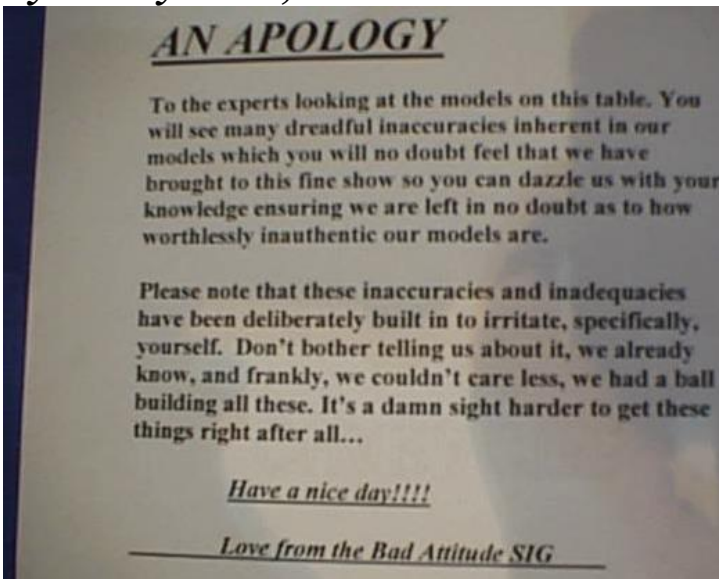 AN APOLOGY
To the experts looking at the models on this table. You
will see many dreadful inaccuracies inherent in our
models which you will no doubt feel that we have
brought to this fine show so you can dazzle us with your
knowledge ensuring we are left in no doubt as to how
worthlessly inauthentic our models are.
Please note that these inaccuracies and inadequacies
have been deliberately built in to irritate, specifically,
yourself. Don't bother telling us about it, we already
know, and frankly, we couldn't care less, we had a ball
building all these. It's a damn sight harder to get these
things right after all...
Have a nice day!!!!
Love from the Bad Attitude SIG